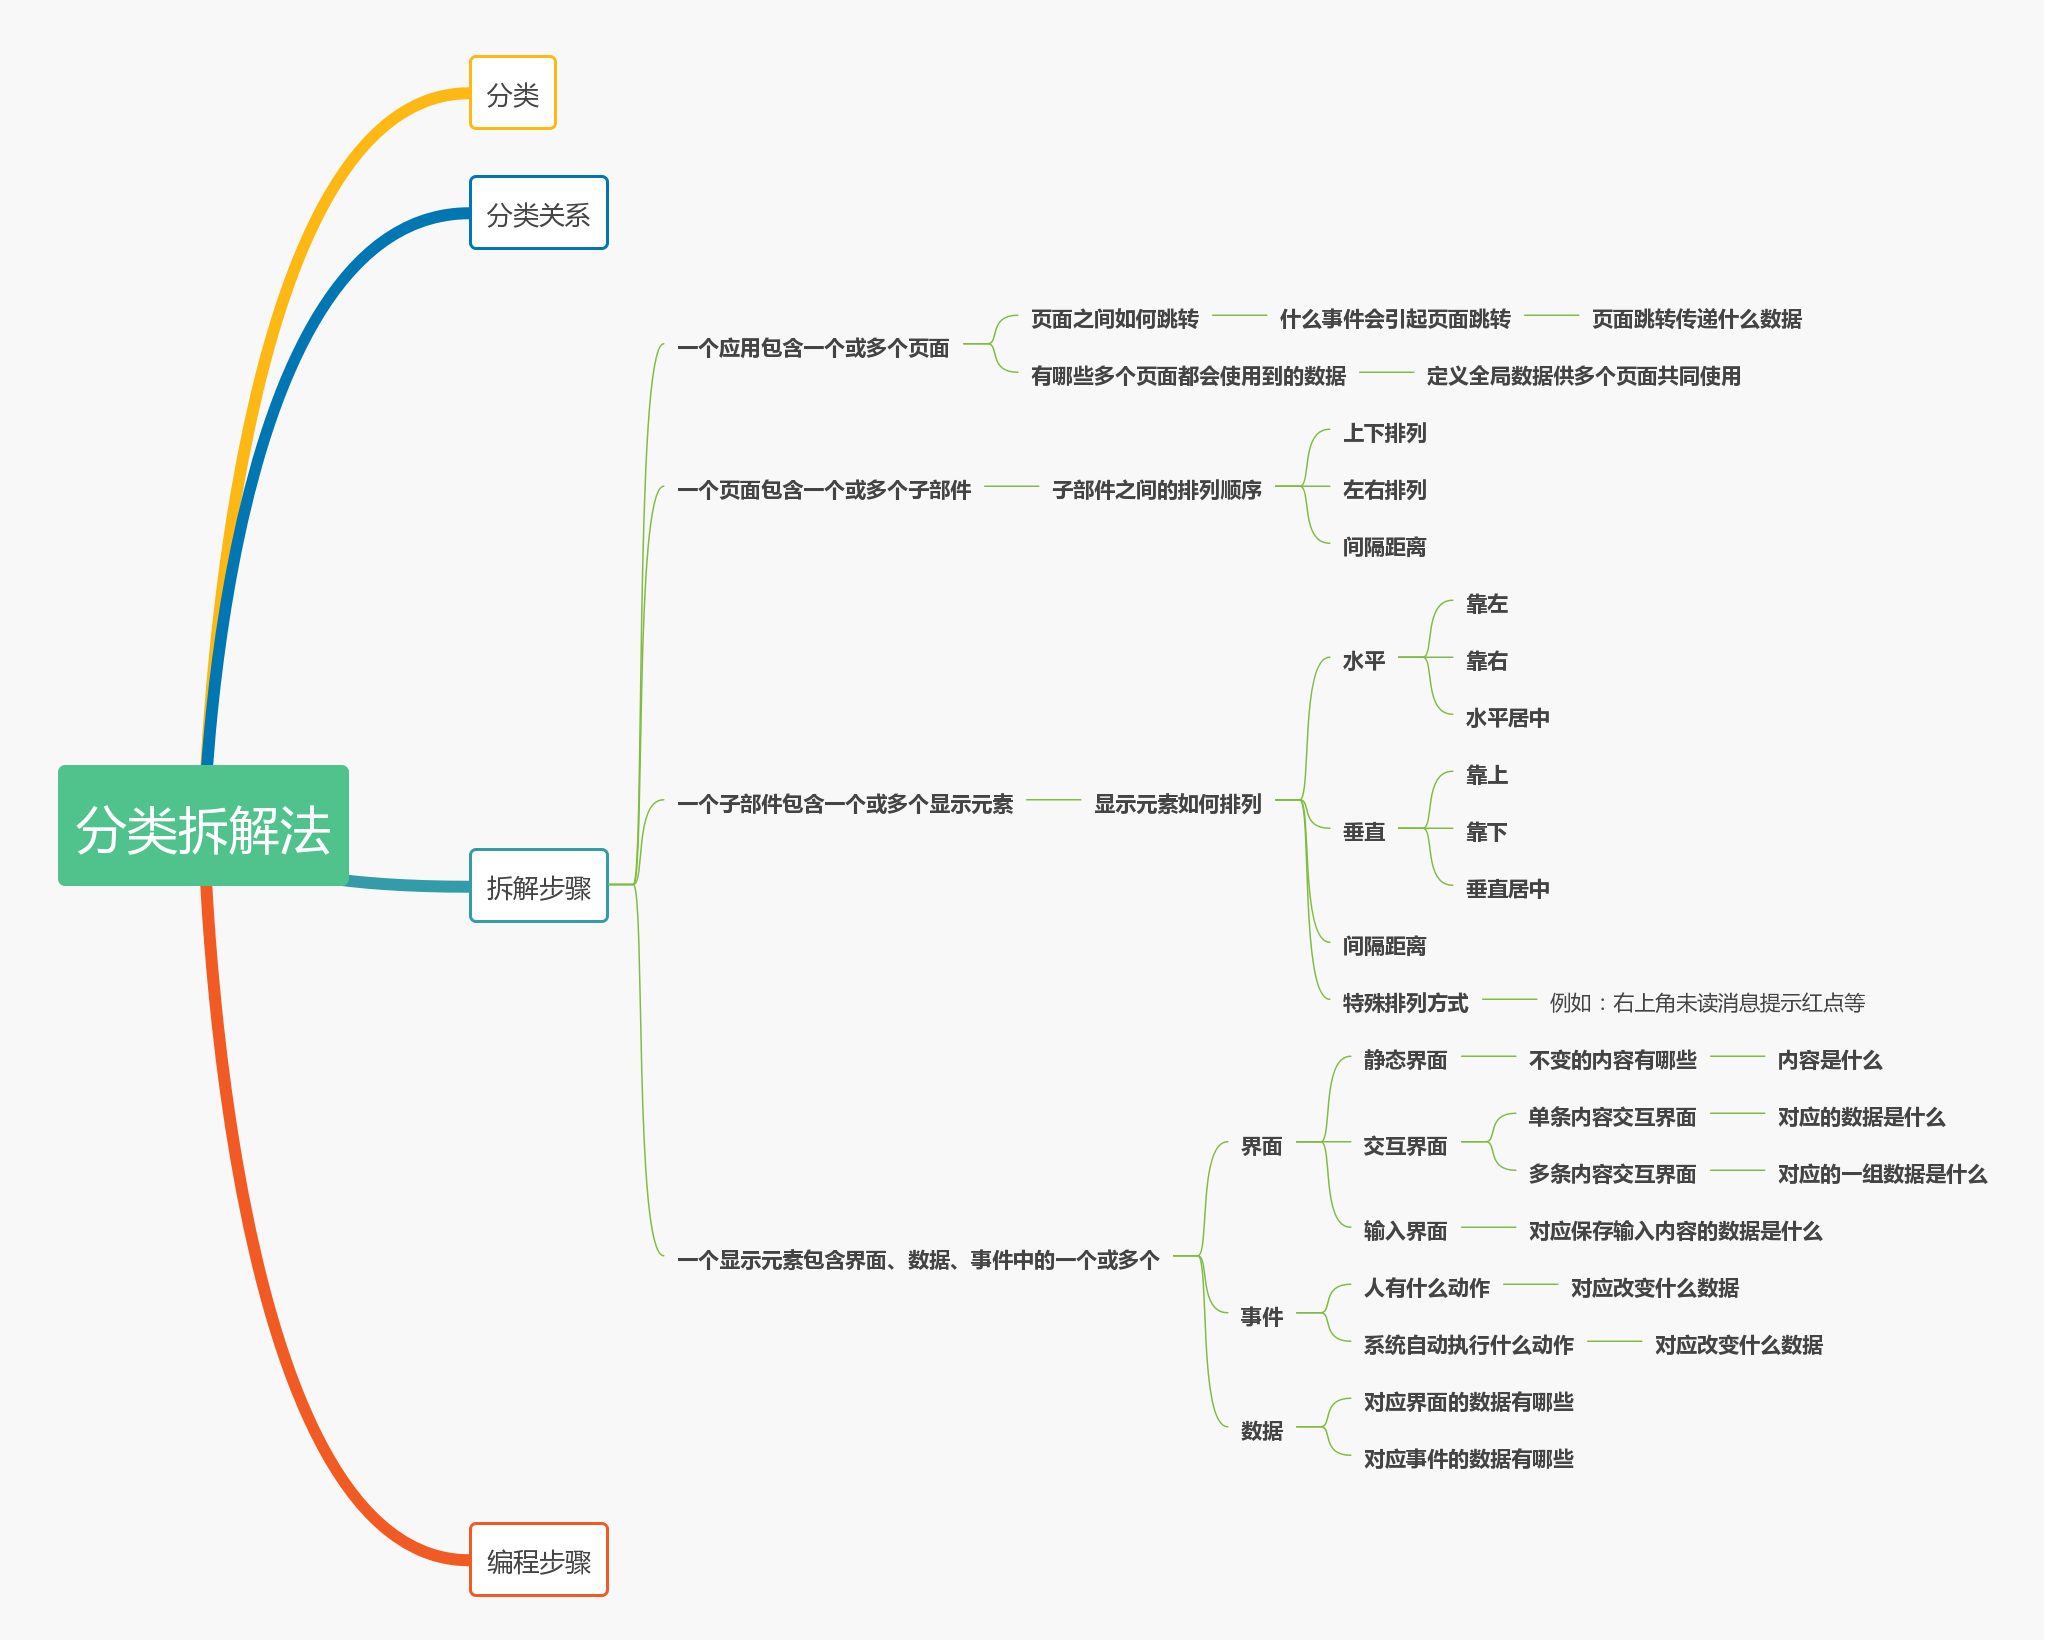 分类
分类关系
页面之间如何跳转
什么事件会引起页面跳转
页面跳转传递什么数据
一个应用包含一个或多个页面
有哪些多个页面都会使用到的数据
定义全局数据供多个页面共同使用
上下排列
一个页面包含一个或多个子部件
子部件之间的排列顺序
左右排列
间隔距离
靠左
水平
靠右
水平居中
靠上
分类拆解法
一个子部件包含一个或多个显示元素
显示元素如何排列
垂直
靠下
拆解步骤
垂直居中
间隔距离
特殊排列方式
例如：右上角未读消息提示红点等
静态界面
不变的内容有哪些
内容是什么
单条内容交互界面
对应的数据是什么
界面
交互界面
多条内容交互界面
对应的一组数据是什么
输入界面
对应保存输入内容的数据是什么
一个显示元素包含界面、数据、事件中的一个或多个
人有什么动作
对应改变什么数据
事件
系统自动执行什么动作
对应改变什么数据
对应界面的数据有哪些
数据
对应事件的数据有哪些
编程步骤